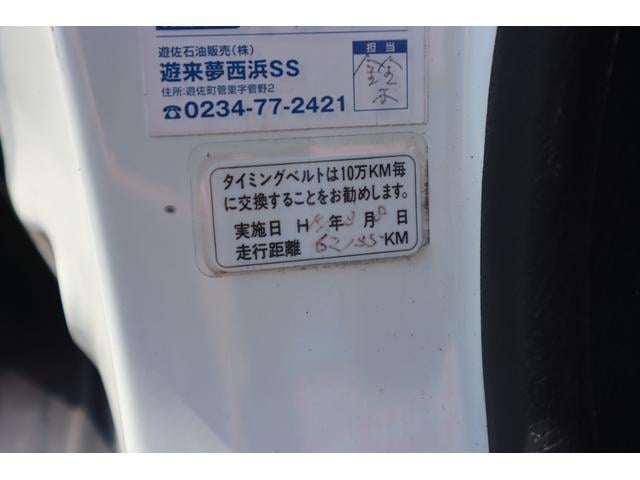 遊佐石油販売(株)
遊来夢西浜SS
住所:遊佐町菅里字菅野2
☎0234-77-2421
担当
鈴木
タイミングベルトは10万KM毎
に交換することをお勧めします。
実施日 H 年 月 日
走行距離 KM